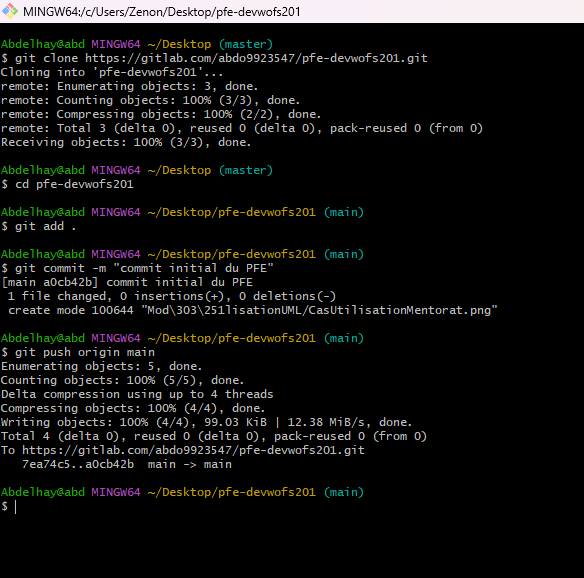 MINGW64:/c/Users/Zenon/Desktop/pfe-devwofs201
Abdelhay@abd MINGW64 ~/Desktop (master)
$ git clone https://gitlab.com/abdo9923547/pfe-devwofs201.git
Cloning into 'pfe-devwofs201'...
remote: Enumerating objects: 3, done.
remote: Counting objects: 100% (3/3), done.
remote: Compressing objects: 100% (2/2), done.
remote: Total 3 (delta 0), reused 0 (delta 0), pack-reused 0 (from 0)
Receiving objects: 100% (3/3), done.
Abdelhay@abd MINGW64 ~/Desktop (master)
$ cd pfe-devwofs201
Abdelhay@abd MINGW64 ~/Desktop/pfe-devwofs201 (main)
$ git add .
Abdelhay@abd MINGW64 ~/Desktop/pfe-devwofs201 (main)
$ git commit -m "commit initial du PFE"
[main a0cb42b] commit initial du PFE
1 file changed, 0 insertions(+), 0 deletions(-)
create mode 100644 "Mod\303\251lisationUML/CasUtilisationMentorat.png"
Abdelhay@abd MINGW64 ~/Desktop/pfe-devwofs201 (main)
$ git push origin main
Enumerating objects: 5, done.
Counting objects: 100% (5/5), done.
Delta compression using up to 4 threads
Compressing objects: 100% (4/4), done.
Writing objects: 100% (4/4), 99.03 KiB | 12.38 MiB/s, done.
Total 4 (delta 0), reused 0 (delta 0), pack-reused 0 (from 0)
To https://gitlab.com/abdo9923547/pfe-devwofs201.git
7ea74c5..a0cb42b  main -> main
Abdelhay@abd MINGW64 ~/Desktop/pfe-devwofs201 (main)
$